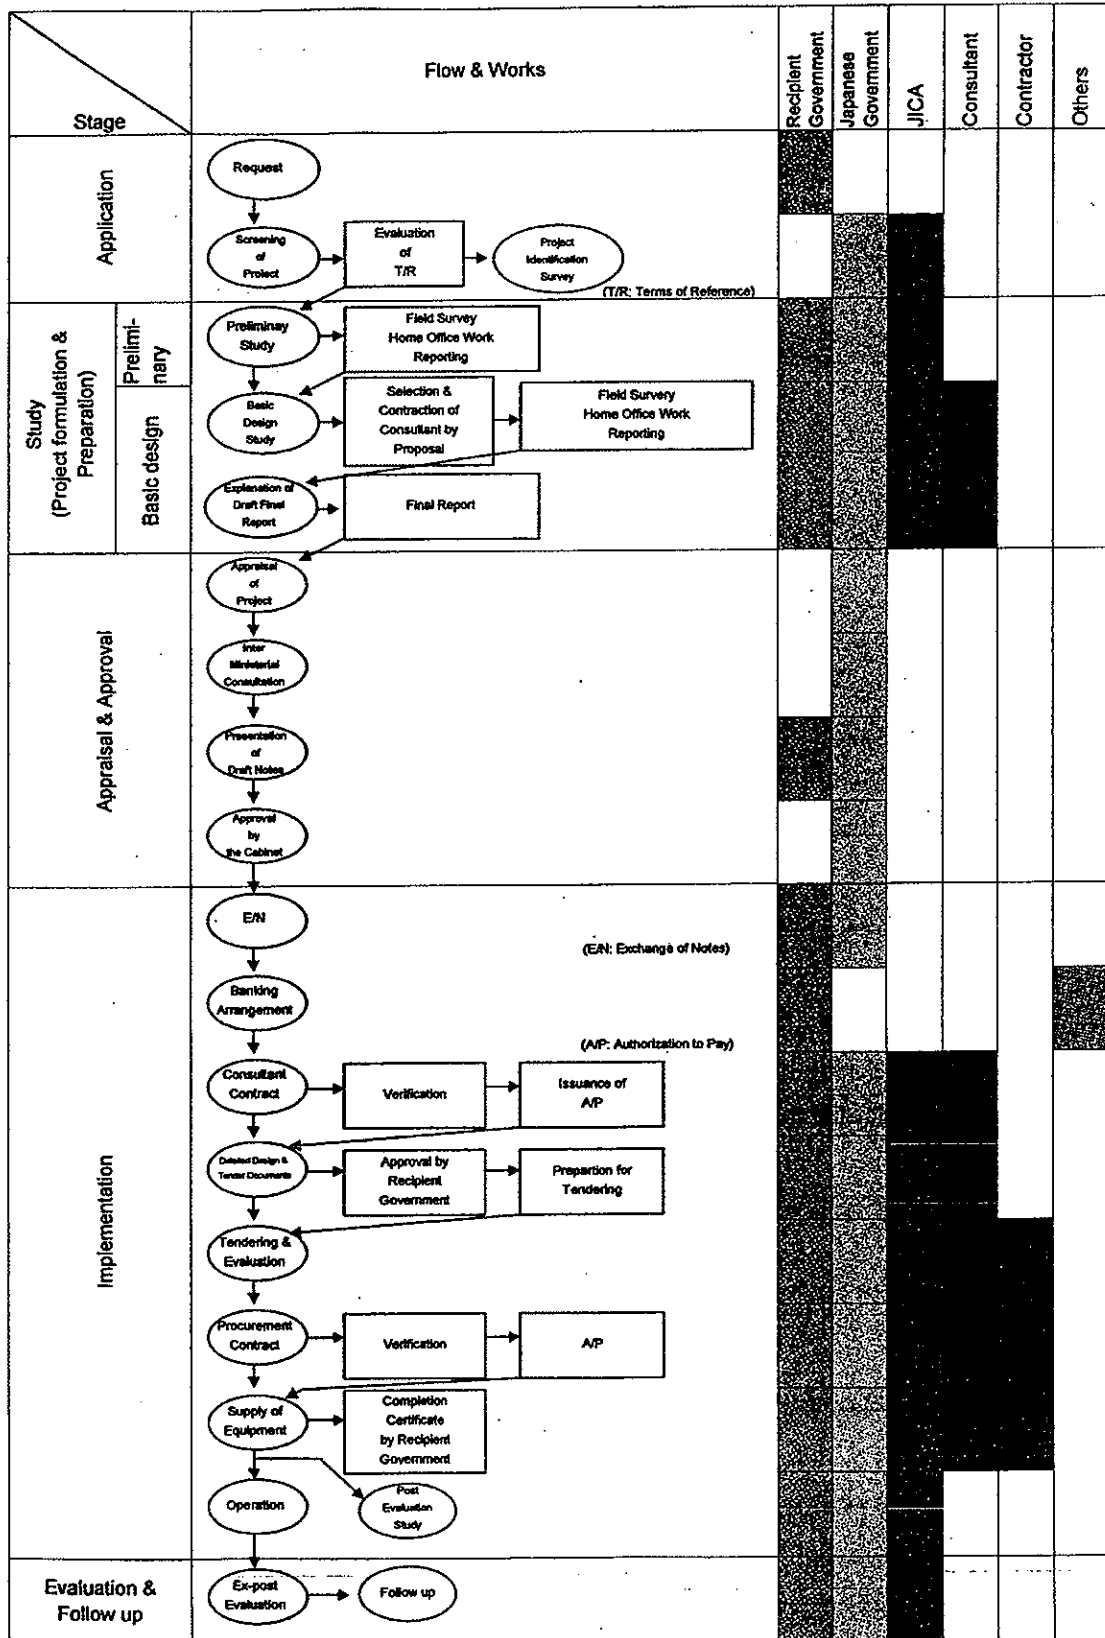 Stage
Flow & Works
Recipient
Government
Japanese
Government
JICA
Consultant
Contractor
Others
Application
Request
Screening
of
Project
Evaluation
of
T/R
Project
Identification
Survey
(T/R: Terms of Reference)
Study
(Project formulation &
Preparation)
Prelimi-
nary
Preliminay
Study
Field Survey
Home Office Work
Reporting
Basic design
Basic
Design
Study
Selection &
Contraction of
Consultant by
Proposal
Field Survery
Home Office Work
Reporting
Explanation of
Draft Final
Report
Final Report
Appraisal & Approval
Appraisal
of
Project
Inter
Ministerial
Consultation
Presentation
of
Draft Notes
Approval
by
the Cabinet
Implementation
E/N
(E/N: Exchange of Notes)
Banking
Arrangement
(A/P: Authorization to Pay)
Consultant
Contract
Verification
Issuance of
A/P
Detailed Design &
Tender Documents
Approval by
Recipient
Government
Prepartion for
Tendering
Tendering &
Evaluation
Procurement
Contract
Verification
A/P
Supply of
Equipment
Completion
Certificate
by Recipient
Government
Operation
Post
Evaluation
Study
Evaluation &
Follow up
Ex-post
Evaluation
Follow up